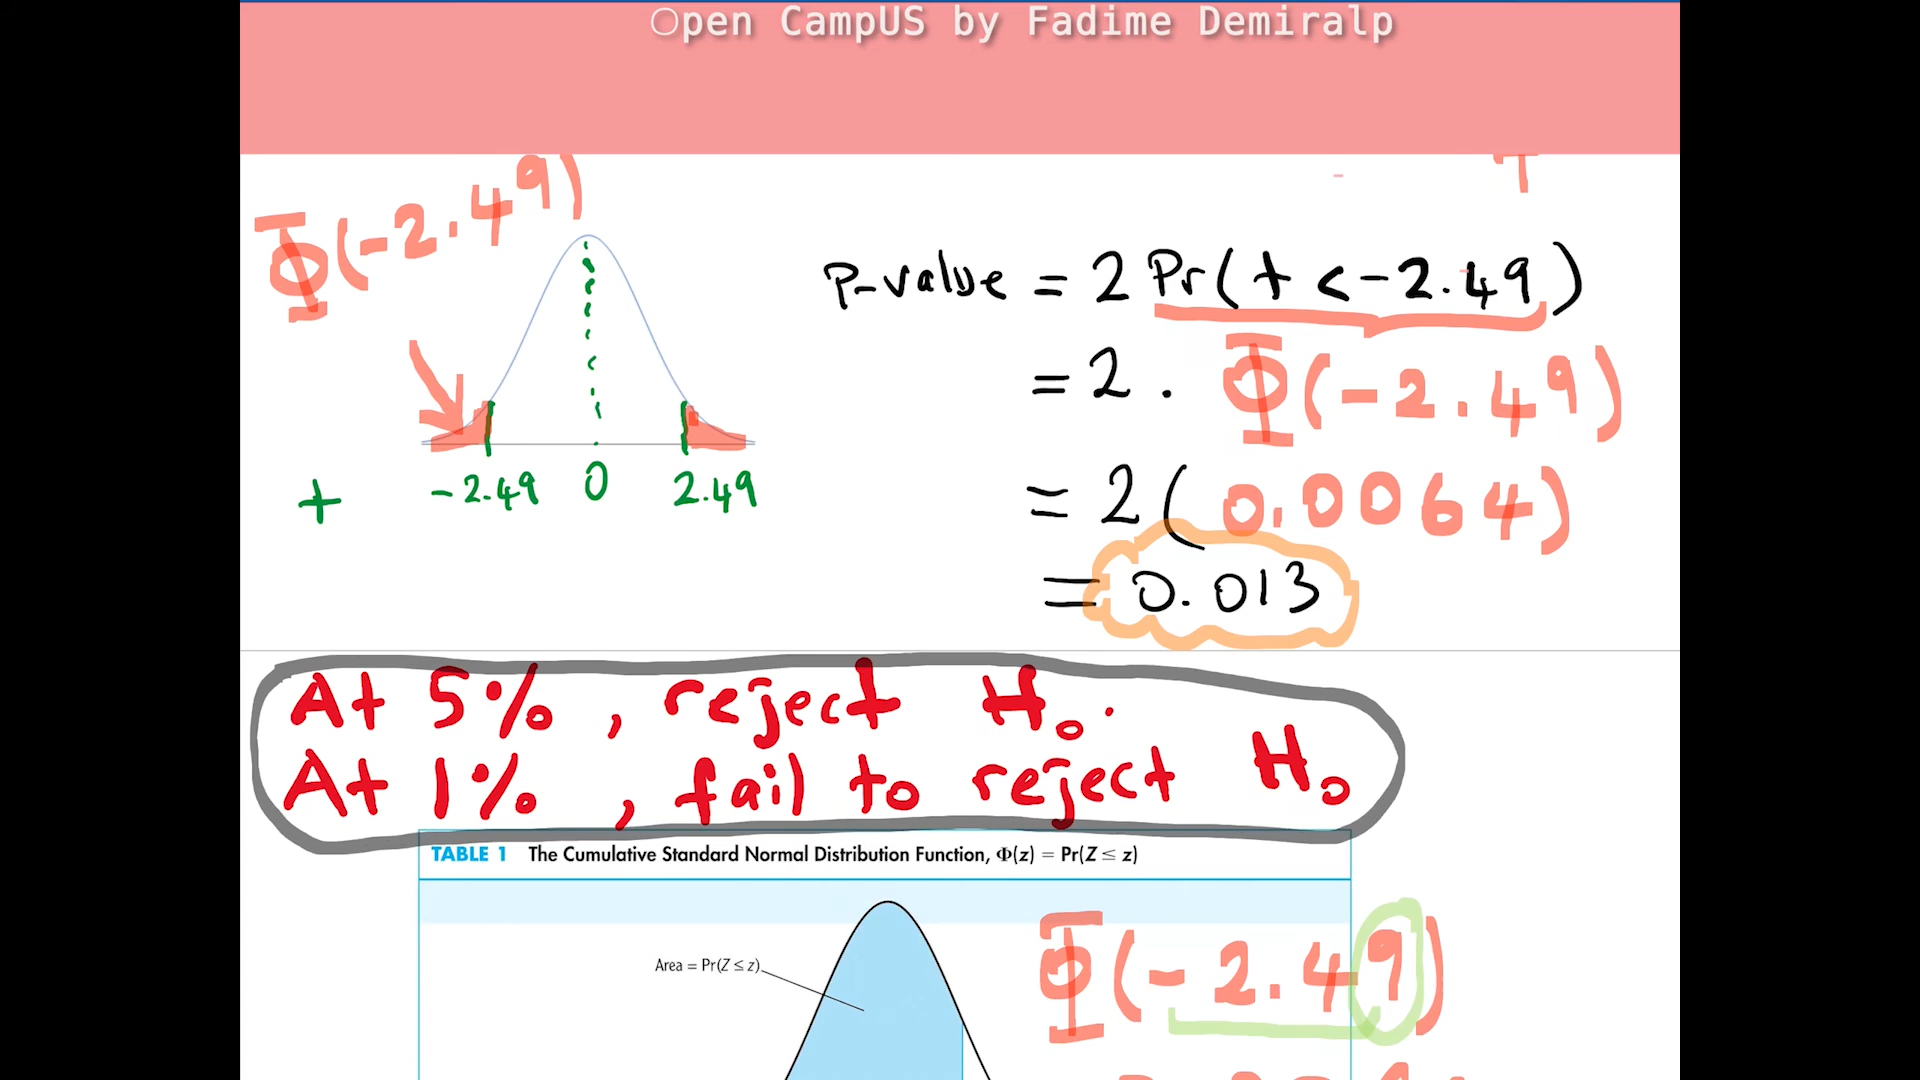 Open CampUS by Fadime Demiralp
Φ(-2.49)
P-value = 2 Pr(t < -2.49)
= 2 . Φ(-2.49)
= 2(0.0064)
= 0.013
t -2.49 0 2.49
At 5%, reject H₀.
At 1%, fail to reject H₀
TABLE 1 The Cumulative Standard Normal Distribution Function, Φ(z) = Pr(Z ≤ z)
Area = Pr(Z ≤ z)
Φ(-2.49)